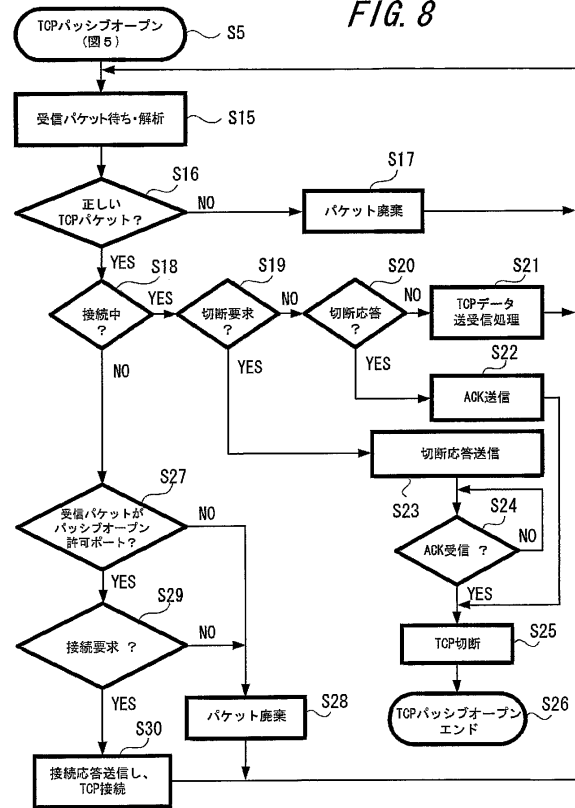 FIG. 8
TCPパッシブオープン
(図5)
S5
受信パケット待ち・解析
S15
正しい
TCPパケット？
S16
NO
YES
パケット廃棄
S17
接続中
？
S18
YES
NO
切断要求
？
S19
NO
YES
切断応答
？
S20
NO
YES
TCPデータ
送受信処理
S21
ACK送信
S22
切断応答送信
S23
ACK受信 ？
S24
NO
YES
TCP切断
S25
TCPパッシブオープン
エンド
S26
受信パケットが
パッシブオープン
許可ポート？
S27
NO
YES
接続要求 ？
S29
NO
YES
パケット廃棄
S28
接続応答送信し、
TCP接続
S30